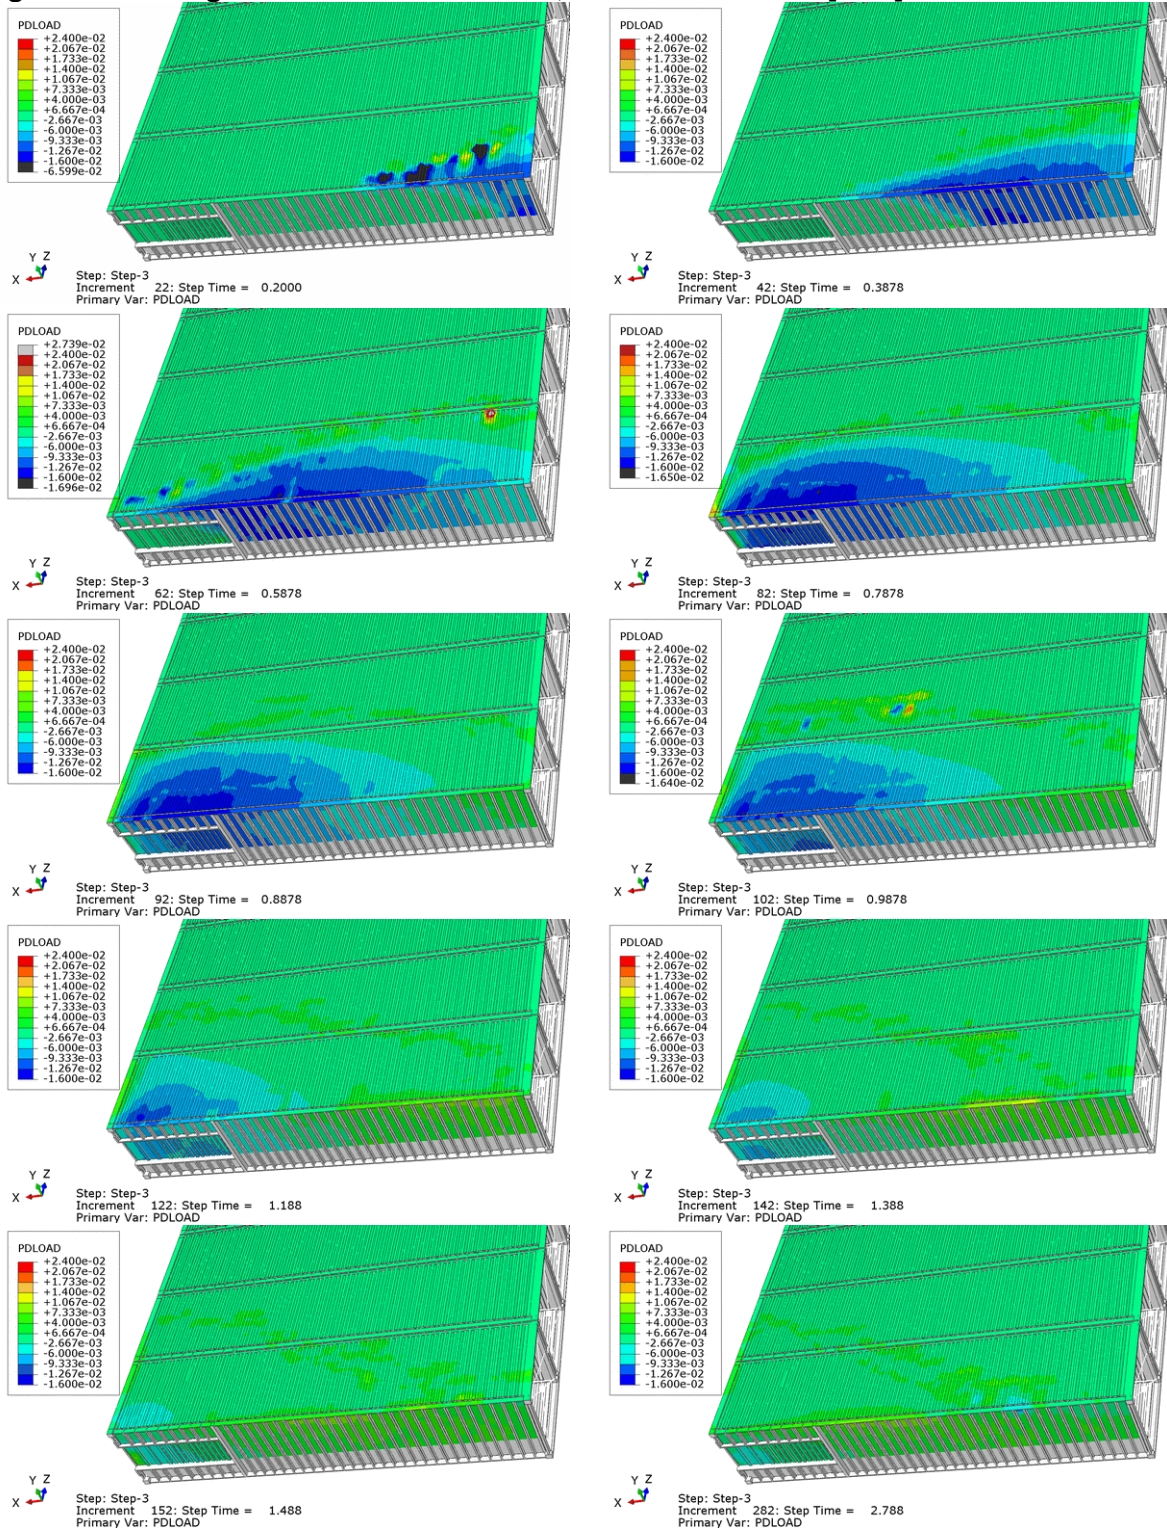 PDLOAD
+2.400e-02
+2.067e-02
+1.733e-02
+1.400e-02
+1.067e-02
+7.333e-03
+4.000e-03
+6.667e-04
-2.667e-03
-6.000e-03
-9.333e-03
-1.267e-02
-1.600e-02
-6.599e-02
Y Z
X
Step: Step-3
Increment 22: Step Time = 0.2000
Primary Var: PDLOAD
PDLOAD
+2.400e-02
+2.067e-02
+1.733e-02
+1.400e-02
+1.067e-02
+7.333e-03
+4.000e-03
+6.667e-04
-2.667e-03
-6.000e-03
-9.333e-03
-1.267e-02
-1.600e-02
Y Z
X
Step: Step-3
Increment 42: Step Time = 0.3878
Primary Var: PDLOAD
PDLOAD
+2.739e-02
+2.400e-02
+2.067e-02
+1.733e-02
+1.400e-02
+1.067e-02
+7.333e-03
+4.000e-03
+6.667e-04
-2.667e-03
-6.000e-03
-9.333e-03
-1.267e-02
-1.600e-02
-1.696e-02
Y Z
X
Step: Step-3
Increment 62: Step Time = 0.5878
Primary Var: PDLOAD
PDLOAD
+2.400e-02
+2.067e-02
+1.733e-02
+1.400e-02
+1.067e-02
+7.333e-03
+4.000e-03
+6.667e-04
-2.667e-03
-6.000e-03
-9.333e-03
-1.267e-02
-1.600e-02
-1.650e-02
Y Z
X
Step: Step-3
Increment 82: Step Time = 0.7878
Primary Var: PDLOAD
PDLOAD
+2.400e-02
+2.067e-02
+1.733e-02
+1.400e-02
+1.067e-02
+7.333e-03
+4.000e-03
+6.667e-04
-2.667e-03
-6.000e-03
-9.333e-03
-1.267e-02
-1.600e-02
Y Z
X
Step: Step-3
Increment 92: Step Time = 0.8878
Primary Var: PDLOAD
PDLOAD
+2.400e-02
+2.067e-02
+1.733e-02
+1.400e-02
+1.067e-02
+7.333e-03
+4.000e-03
+6.667e-04
-2.667e-03
-6.000e-03
-9.333e-03
-1.267e-02
-1.600e-02
-1.640e-02
Y Z
X
Step: Step-3
Increment 102: Step Time = 0.9878
Primary Var: PDLOAD
PDLOAD
+2.400e-02
+2.067e-02
+1.733e-02
+1.400e-02
+1.067e-02
+7.333e-03
+4.000e-03
+6.667e-04
-2.667e-03
-6.000e-03
-9.333e-03
-1.267e-02
-1.600e-02
Y Z
X
Step: Step-3
Increment 122: Step Time = 1.188
Primary Var: PDLOAD
PDLOAD
+2.400e-02
+2.067e-02
+1.733e-02
+1.400e-02
+1.067e-02
+7.333e-03
+4.000e-03
+6.667e-04
-2.667e-03
-6.000e-03
-9.333e-03
-1.267e-02
-1.600e-02
Y Z
X
Step: Step-3
Increment 142: Step Time = 1.388
Primary Var: PDLOAD
PDLOAD
+2.400e-02
+2.067e-02
+1.733e-02
+1.400e-02
+1.067e-02
+7.333e-03
+4.000e-03
+6.667e-04
-2.667e-03
-6.000e-03
-9.333e-03
-1.267e-02
-1.600e-02
Y Z
X
Step: Step-3
Increment 152: Step Time = 1.488
Primary Var: PDLOAD
PDLOAD
+2.400e-02
+2.067e-02
+1.733e-02
+1.400e-02
+1.067e-02
+7.333e-03
+4.000e-03
+6.667e-04
-2.667e-03
-6.000e-03
-9.333e-03
-1.267e-02
-1.600e-02
Y Z
X
Step: Step-3
Increment 282: Step Time = 2.788
Primary Var: PDLOAD